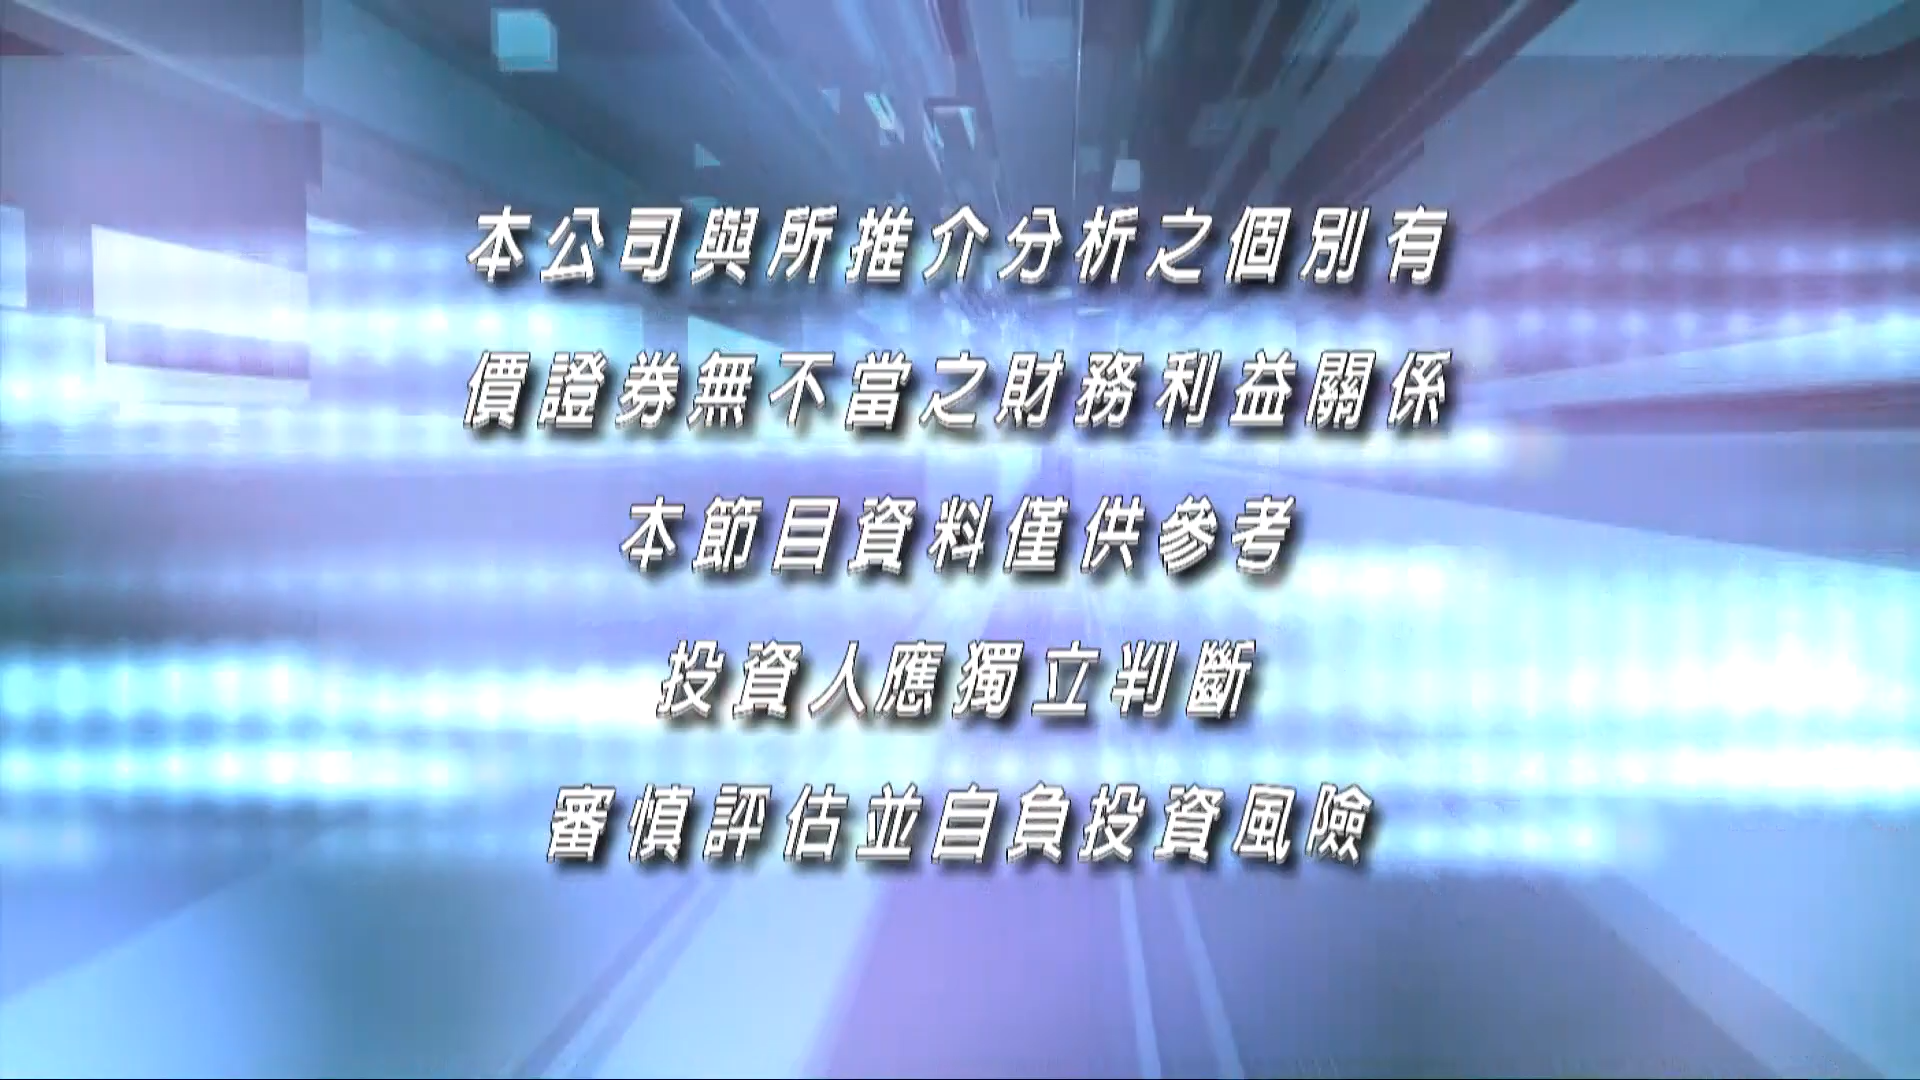 本公司與所推介分析之個別有
價證券無不當之財務利益關係
本節目資料僅供參考
投資人應獨立判斷
審慎評估並自負投資風險